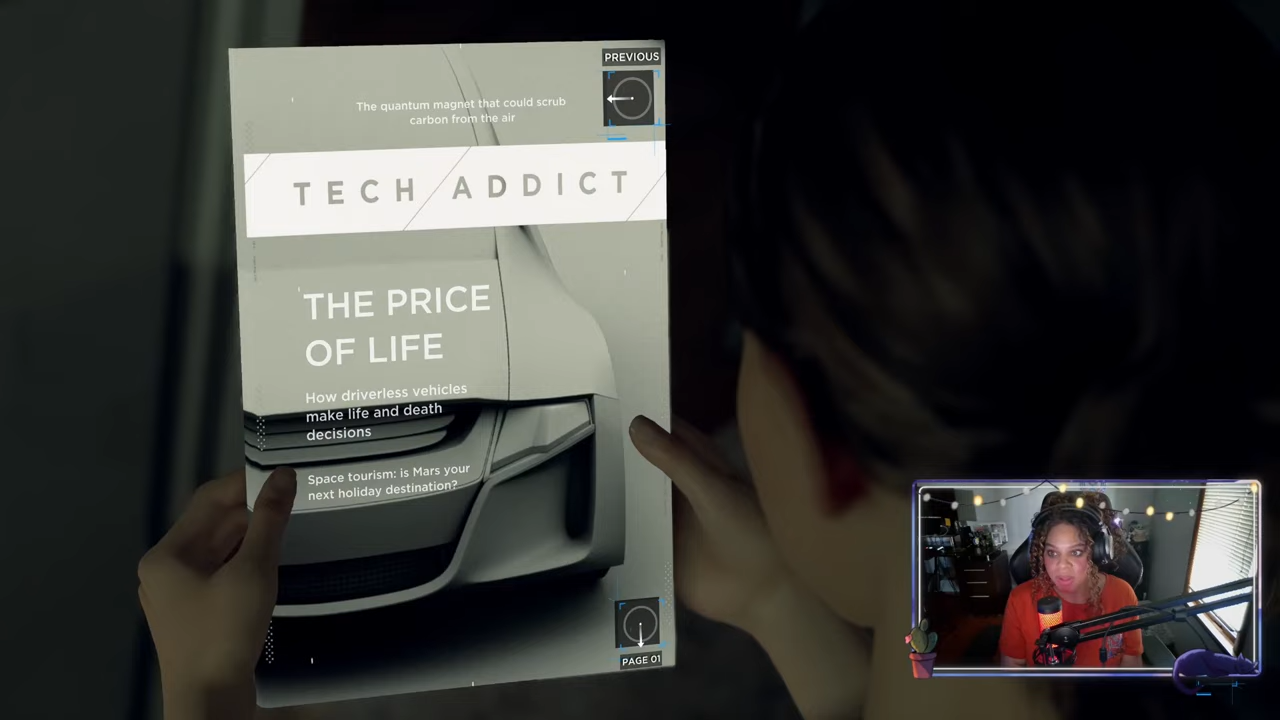 PREVIOUS
The quantum magnet that could scrub
carbon from the air
TECH ADDICT
THE PRICE
OF LIFE
How driverless vehicles
make life and death
decisions
Space tourism: is Mars your
next holiday destination?
PAGE 01